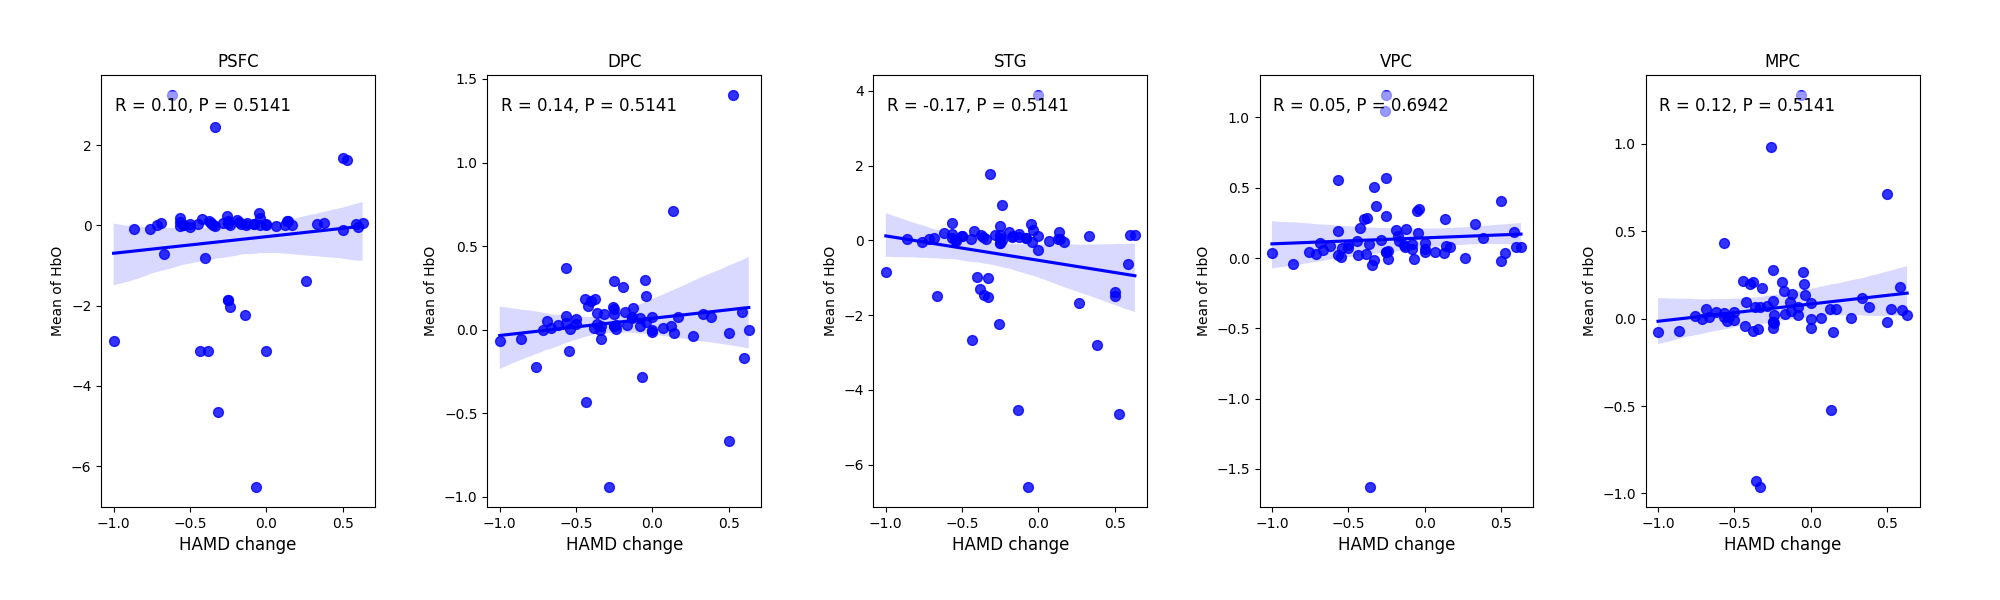 PSFC
R = 0.10, P = 0.5141
2
0
−2
−4
−6
Mean of HbO
−1.0 −0.5 0.0 0.5
HAMD change
DPC
R = 0.14, P = 0.5141
1.5
1.0
0.5
0.0
−0.5
−1.0
Mean of HbO
−1.0 −0.5 0.0 0.5
HAMD change
STG
R = -0.17, P = 0.5141
4
2
0
−2
−4
−6
Mean of HbO
−1.0 −0.5 0.0 0.5
HAMD change
VPC
R = 0.05, P = 0.6942
1.0
0.5
0.0
−0.5
−1.0
−1.5
Mean of HbO
−1.0 −0.5 0.0 0.5
HAMD change
MPC
R = 0.12, P = 0.5141
1.0
0.5
0.0
−0.5
−1.0
Mean of HbO
−1.0 −0.5 0.0 0.5
HAMD change